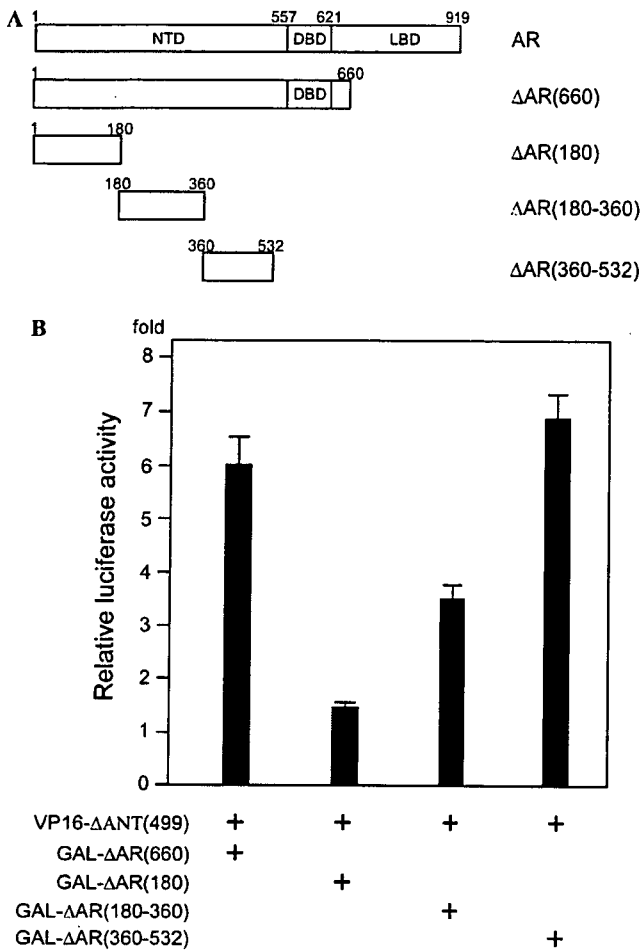 A
1 557 621 919
NTD DBD LBD AR
1 660
DBD ΔAR(660)
1 180
ΔAR(180)
180 360
ΔAR(180-360)
360 532
ΔAR(360-532)
B
fold
8
7
6
5
4
3
2
1
0
Relative luciferase activity
VP16-ΔANT(499) + + + +
GAL-ΔAR(660) +
GAL-ΔAR(180) +
GAL-ΔAR(180-360) +
GAL-ΔAR(360-532) +